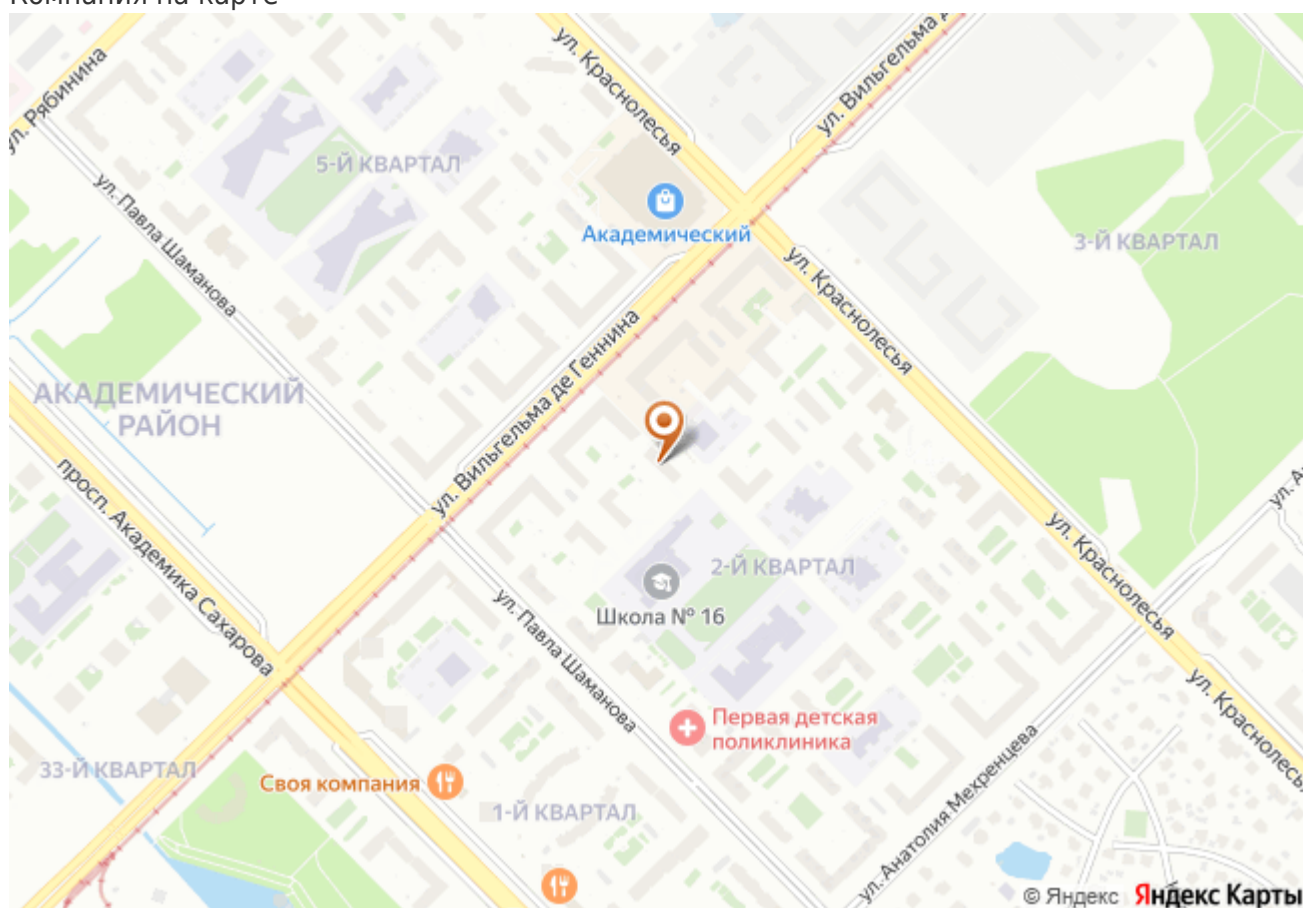 Компания на карте
ул. Рябинина
ул. Краснолесья
ул. Вильгельма де
5-Й КВАРТАЛ
ул. Павла Шаманова
Академический
3-Й КВАРТАЛ
ул. Краснолесья
ул. Вильгельма де Геннина
АКАДЕМИЧЕСКИЙ
РАЙОН
просп. Академика Сахарова
ул. А
ул. Краснолесья
2-Й КВАРТАЛ
Школа № 16
ул. Павла Шаманова
Первая детская
поликлиника
ул. Краснолесья
33-Й КВАРТАЛ
Своя компания
1-Й КВАРТАЛ
ул. Анатолия Мехренцева
© Яндекс Яндекс Карты